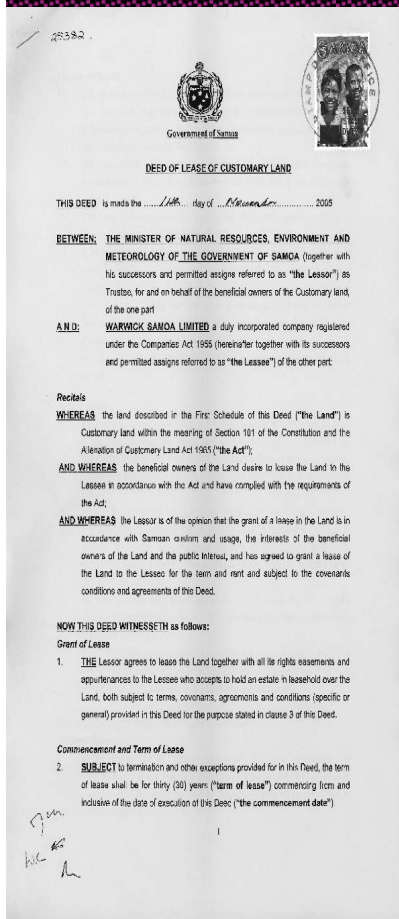 25382.
SAMOA
Government of Samoa
DEED OF LEASE OF CUSTOMARY LAND
THIS DEED is made the ................ day of ................ 2005
BETWEEN: THE MINISTER OF NATURAL RESOURCES, ENVIRONMENT AND
METEOROLOGY OF THE GOVERNMENT OF SAMOA (together with
his successors and permitted assigns referred to as "the Lessor") as
Trustee, for and on behalf of the beneficial owners of the Customary land,
of the one part
A N D: WARWICK SAMOA LIMITED a duly incorporated company registered
under the Companies Act 1955 (hereinafter together with its successors
and permitted assigns referred to as "the Lessee") of the other part:
Recitals
WHEREAS the land described in the First Schedule of this Deed ("the Land") is
Customary land within the meaning of Section 101 of the Constitution and the
Alienation of Customary Land Act 1965 ("the Act");
AND WHEREAS the beneficial owners of the Land desire to lease the Land to the
Lessee in accordance with the Act and have complied with the requirements of
the Act;
AND WHEREAS the Lessor is of the opinion that the grant of a lease in the Land is in
accordance with Samoan custom and usage, the interests of the beneficial
owners of the Land and the public interest, and has agreed to grant a lease of
the Land to the Lessee for the term and rent and subject to the covenants
conditions and agreements of this Deed.
NOW THIS DEED WITNESSETH as follows:
Grant of Lease
1. THE Lessor agrees to lease the Land together with all its rights easements and
appurtenances to the Lessee who accepts to hold an estate in leasehold over the
Land, both subject to terms, covenants, agreements and conditions (specific or
general) provided in this Deed for the purpose stated in clause 3 of this Deed.
Commencement and Term of Lease
2. SUBJECT to termination and other exceptions provided for in this Deed, the term
of lease shall be for thirty (30) years ("term of lease") commencing from and
inclusive of the date of execution of this Deed ("the commencement date")
1